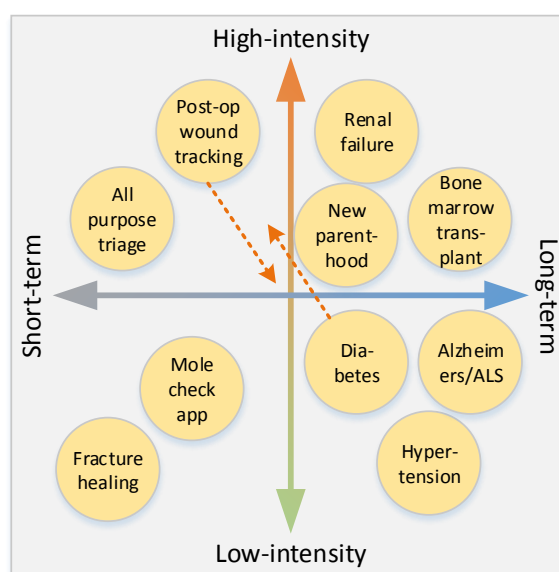 High-intensity
Post-op
wound
tracking
Renal
failure
All
purpose
triage
New
parent-
hood
Bone
marrow
trans-
plant
Short-term
Long-term
Mole
check
app
Dia-
betes
Alzheim
ers/ALS
Fracture
healing
Hyper-
tension
Low-intensity